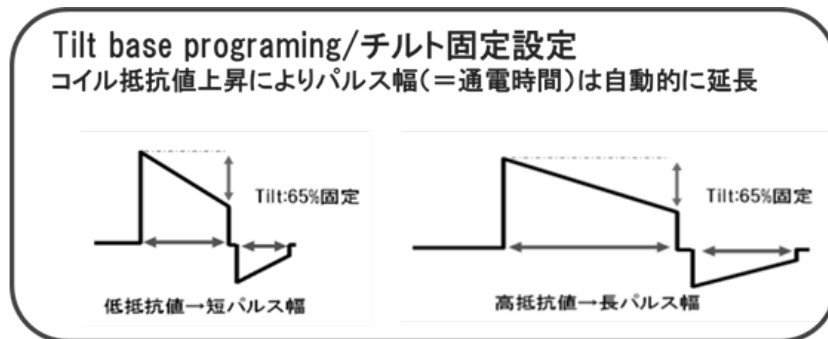 Tilt base programing/チルト固定設定
コイル抵抗値上昇によりパルス幅(=通電時間)は自動的に延長
Tilt:65%固定
低抵抗値→短パルス幅
Tilt:65%固定
高抵抗値→長パルス幅